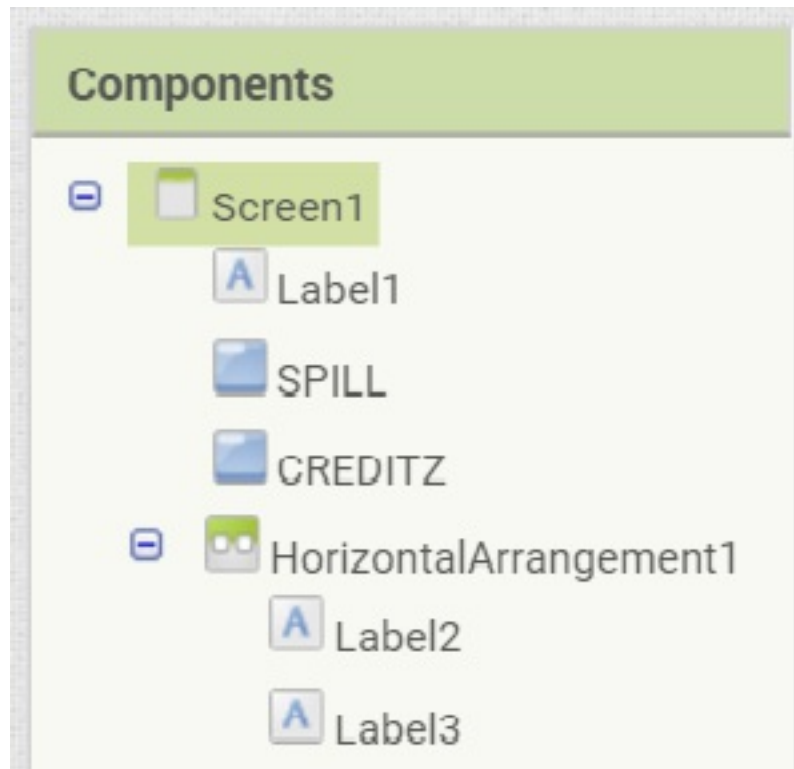 Components
Screen1
Label1
SPILL
CREDITZ
HorizontalArrangement1
Label2
Label3